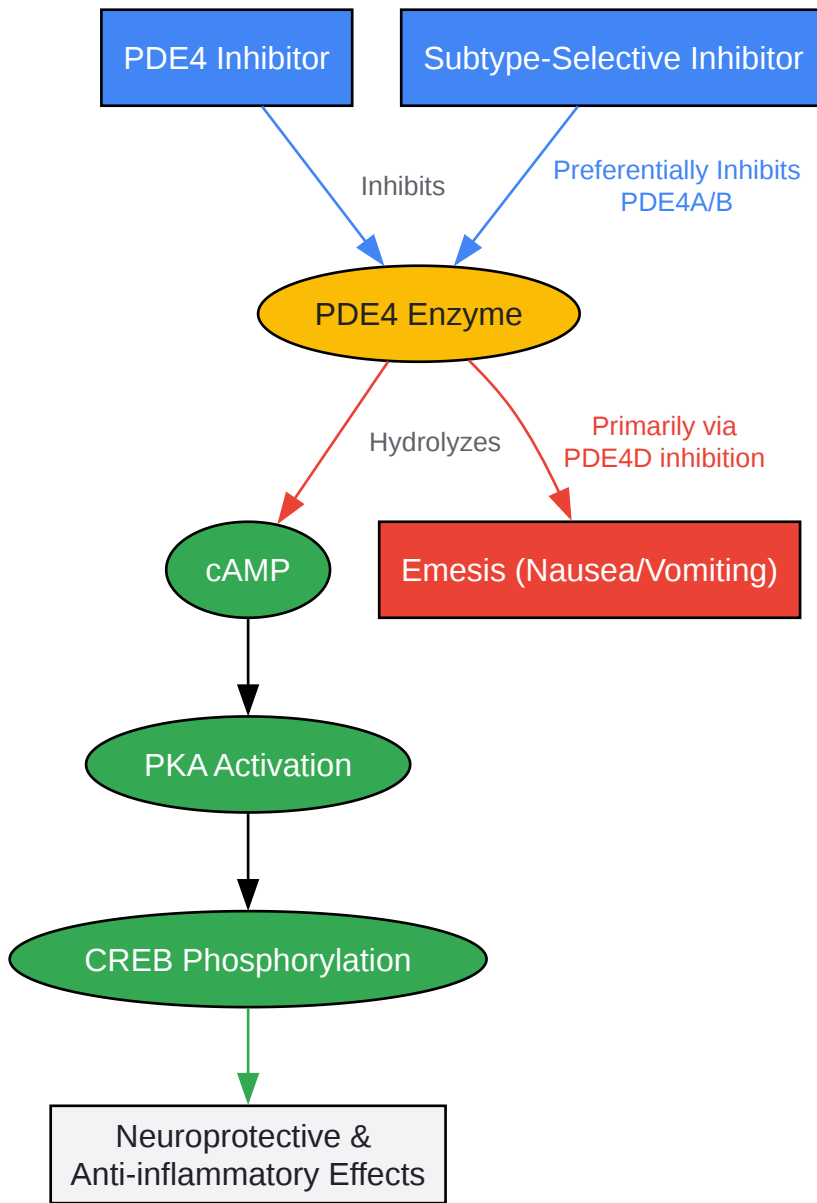 PDE4 Inhibitor
Subtype-Selective Inhibitor
Inhibits
Preferentially Inhibits
PDE4A/B
PDE4 Enzyme
Hydrolyzes
Primarily via
PDE4D inhibition
cAMP
Emesis (Nausea/Vomiting)
PKA Activation
CREB Phosphorylation
Neuroprotective &
Anti-inflammatory Effects